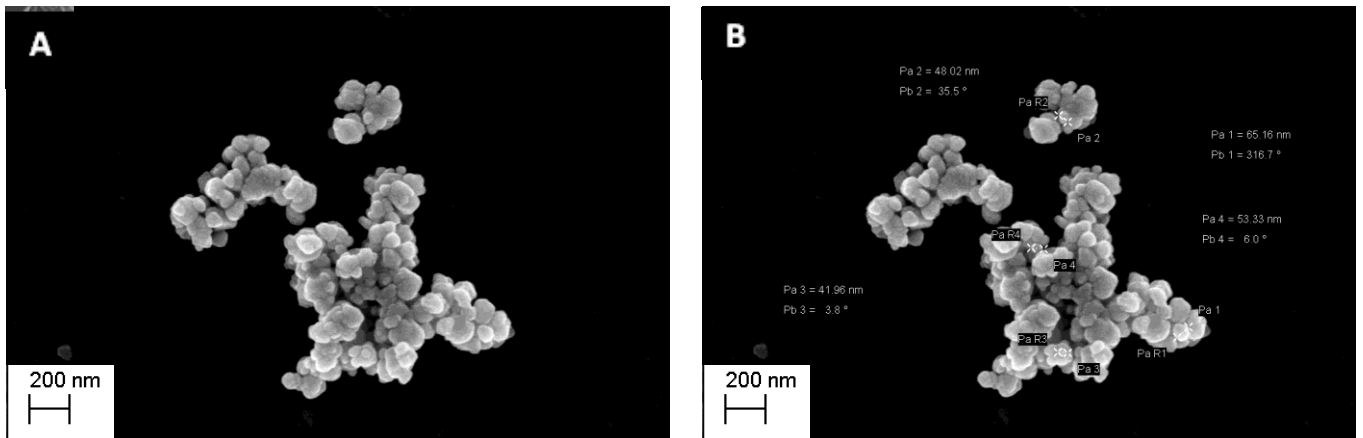 A
200 nm
B
Pa 2 = 48.02 nm
Pb 2 = 35.5 °
Pa R2
Pa 2
Pa 1 = 65.16 nm
Pb 1 = 316.7 °
Pa 4 = 53.33 nm
Pb 4 = 6.0 °
Pa R4
Pa 4
Pa 3 = 41.96 nm
Pb 3 = 3.8 °
Pa 1
Pa R3
Pa R1
Pa 3
200 nm